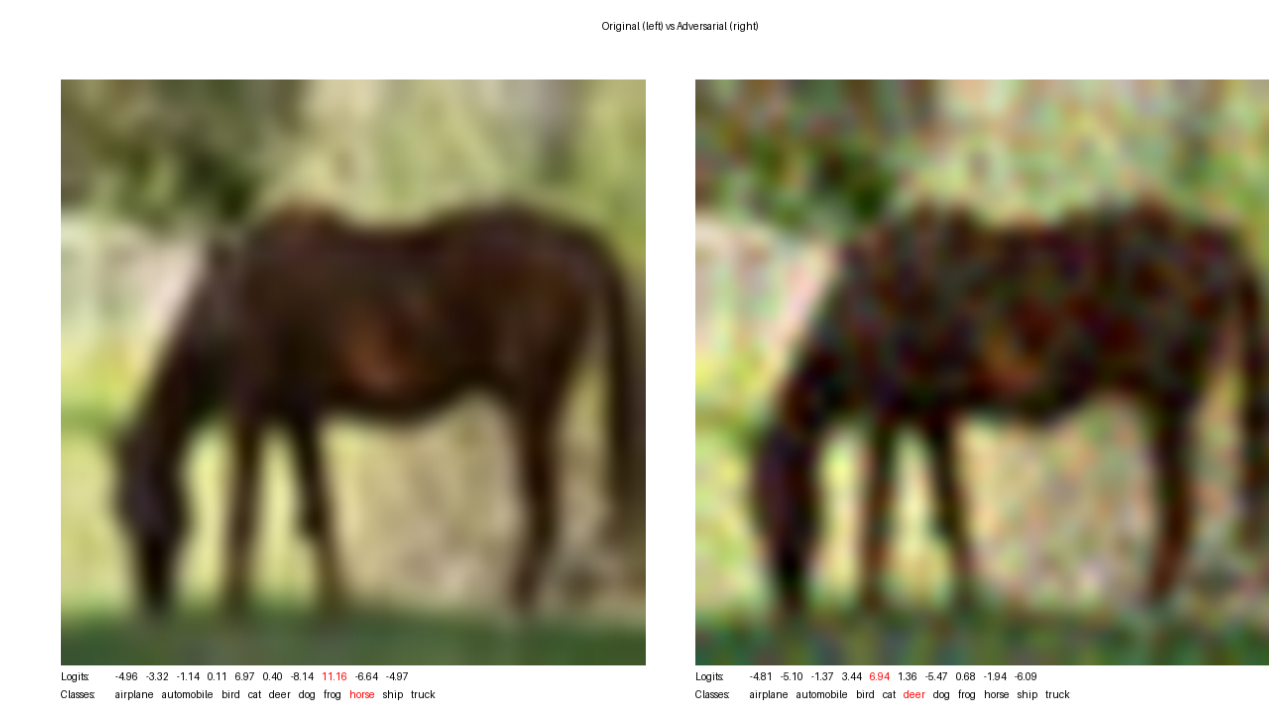 Original (left) vs Adversarial (right)
Logits: -4.96 -3.32 -1.14 0.11 6.97 0.40 -8.14 11.16 -6.64 -4.97
Classes: airplane automobile bird cat deer dog frog horse ship truck
Logits: -4.81 -5.10 -1.37 3.44 6.94 1.36 -5.47 0.68 -1.94 -6.09
Classes: airplane automobile bird cat deer dog frog horse ship truck